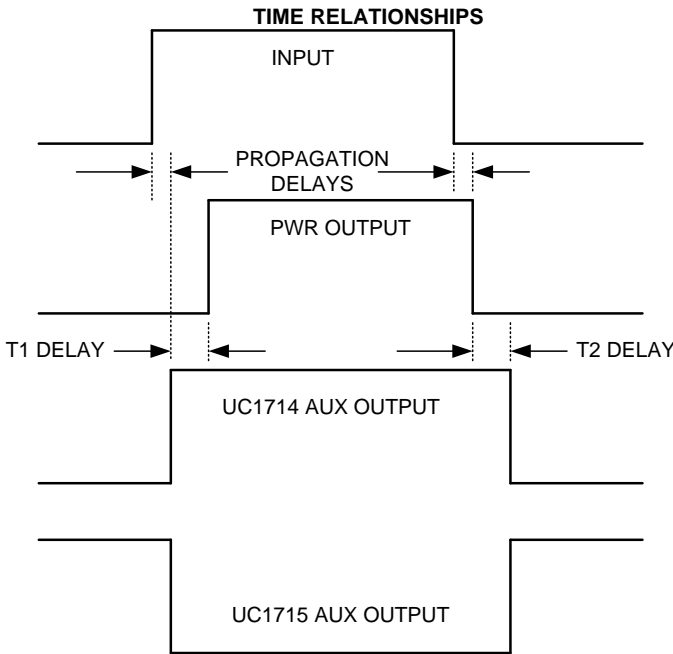 TIME RELATIONSHIPS
INPUT
PROPAGATION
DELAYS
PWR OUTPUT
T1 DELAY
T2 DELAY
UC1714 AUX OUTPUT
UC1715 AUX OUTPUT